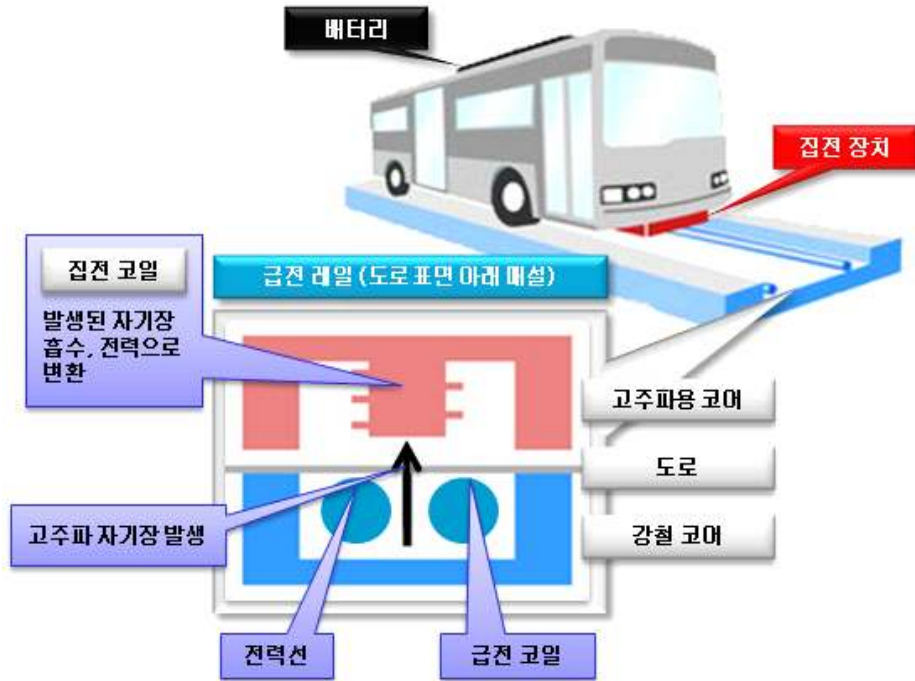 배터리
집전 장치
집전 코일
급전 레일 (도로 표면 아래 매설)
발생된 자기장
흡수, 전력으로
변환
고주파용 코어
도로
고주파 자기장 발생
강철 코어
전력선
급전 코일